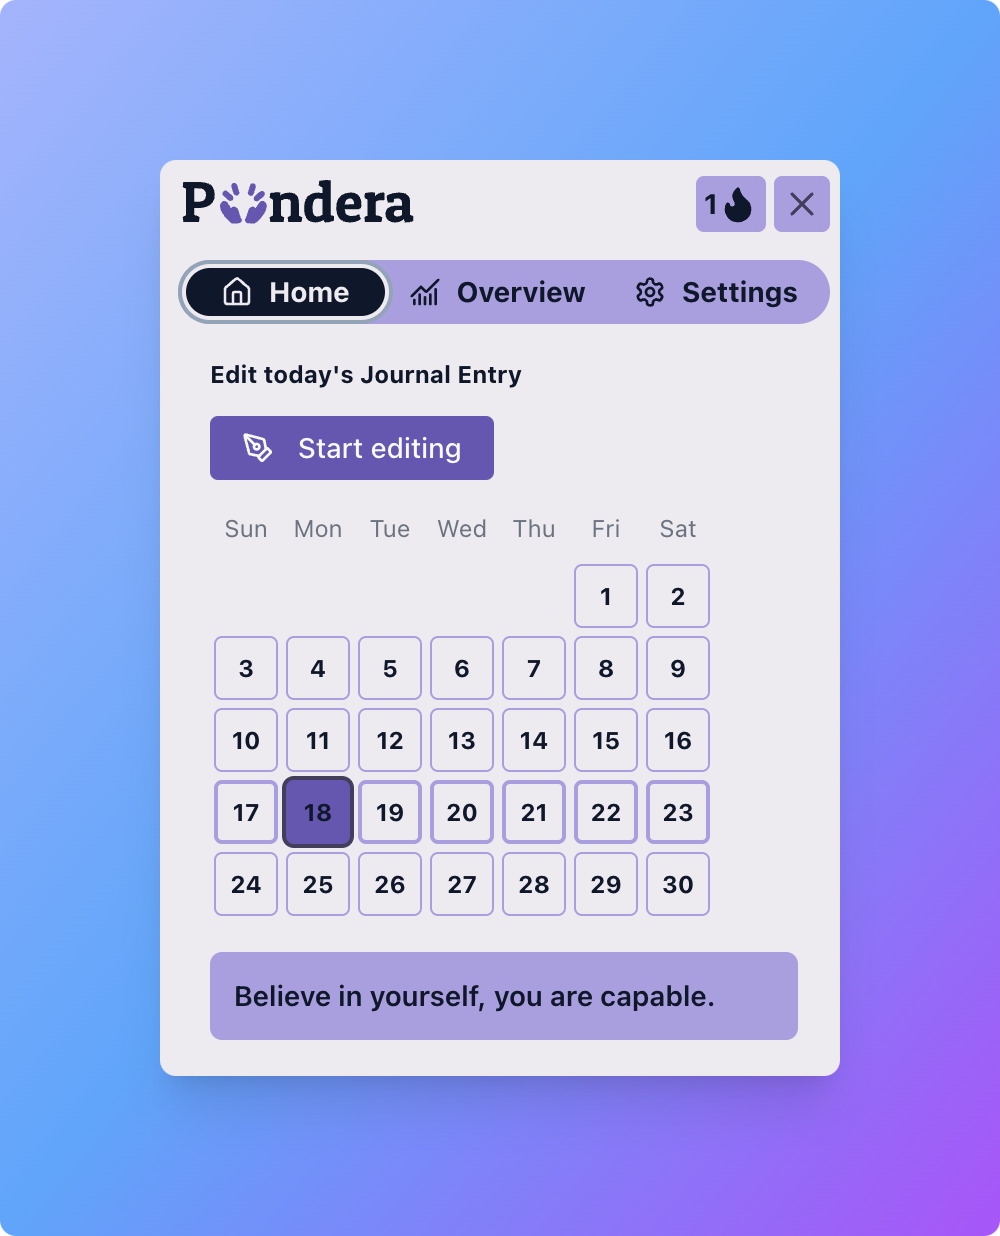 Pondera
1
Home Overview Settings
Edit today's Journal Entry
Start editing
Sun Mon Tue Wed Thu Fri Sat
1 2
3 4 5 6 7 8 9
10 11 12 13 14 15 16
17 18 19 20 21 22 23
24 25 26 27 28 29 30
Believe in yourself, you are capable.